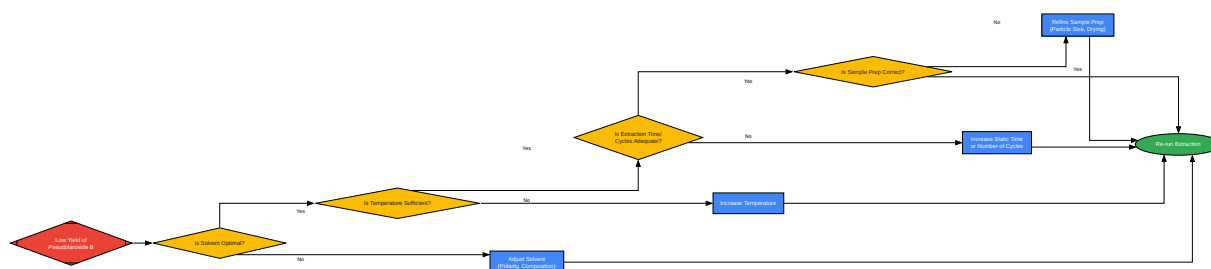 No
Refine Sample Prep
(Particle Size, Drying)
Is Sample Prep Correct?
Yes
Yes
Is Extraction Time/
Cycles Adequate?
No
Increase Static Time
or Number of Cycles
Re-run Extraction
Yes
Is Temperature Sufficient?
No
Increase Temperature
Yes
Low Yield of
Pseudolaroside B
Is Solvent Optimal?
No
Adjust Solvent
(Polarity, Composition)